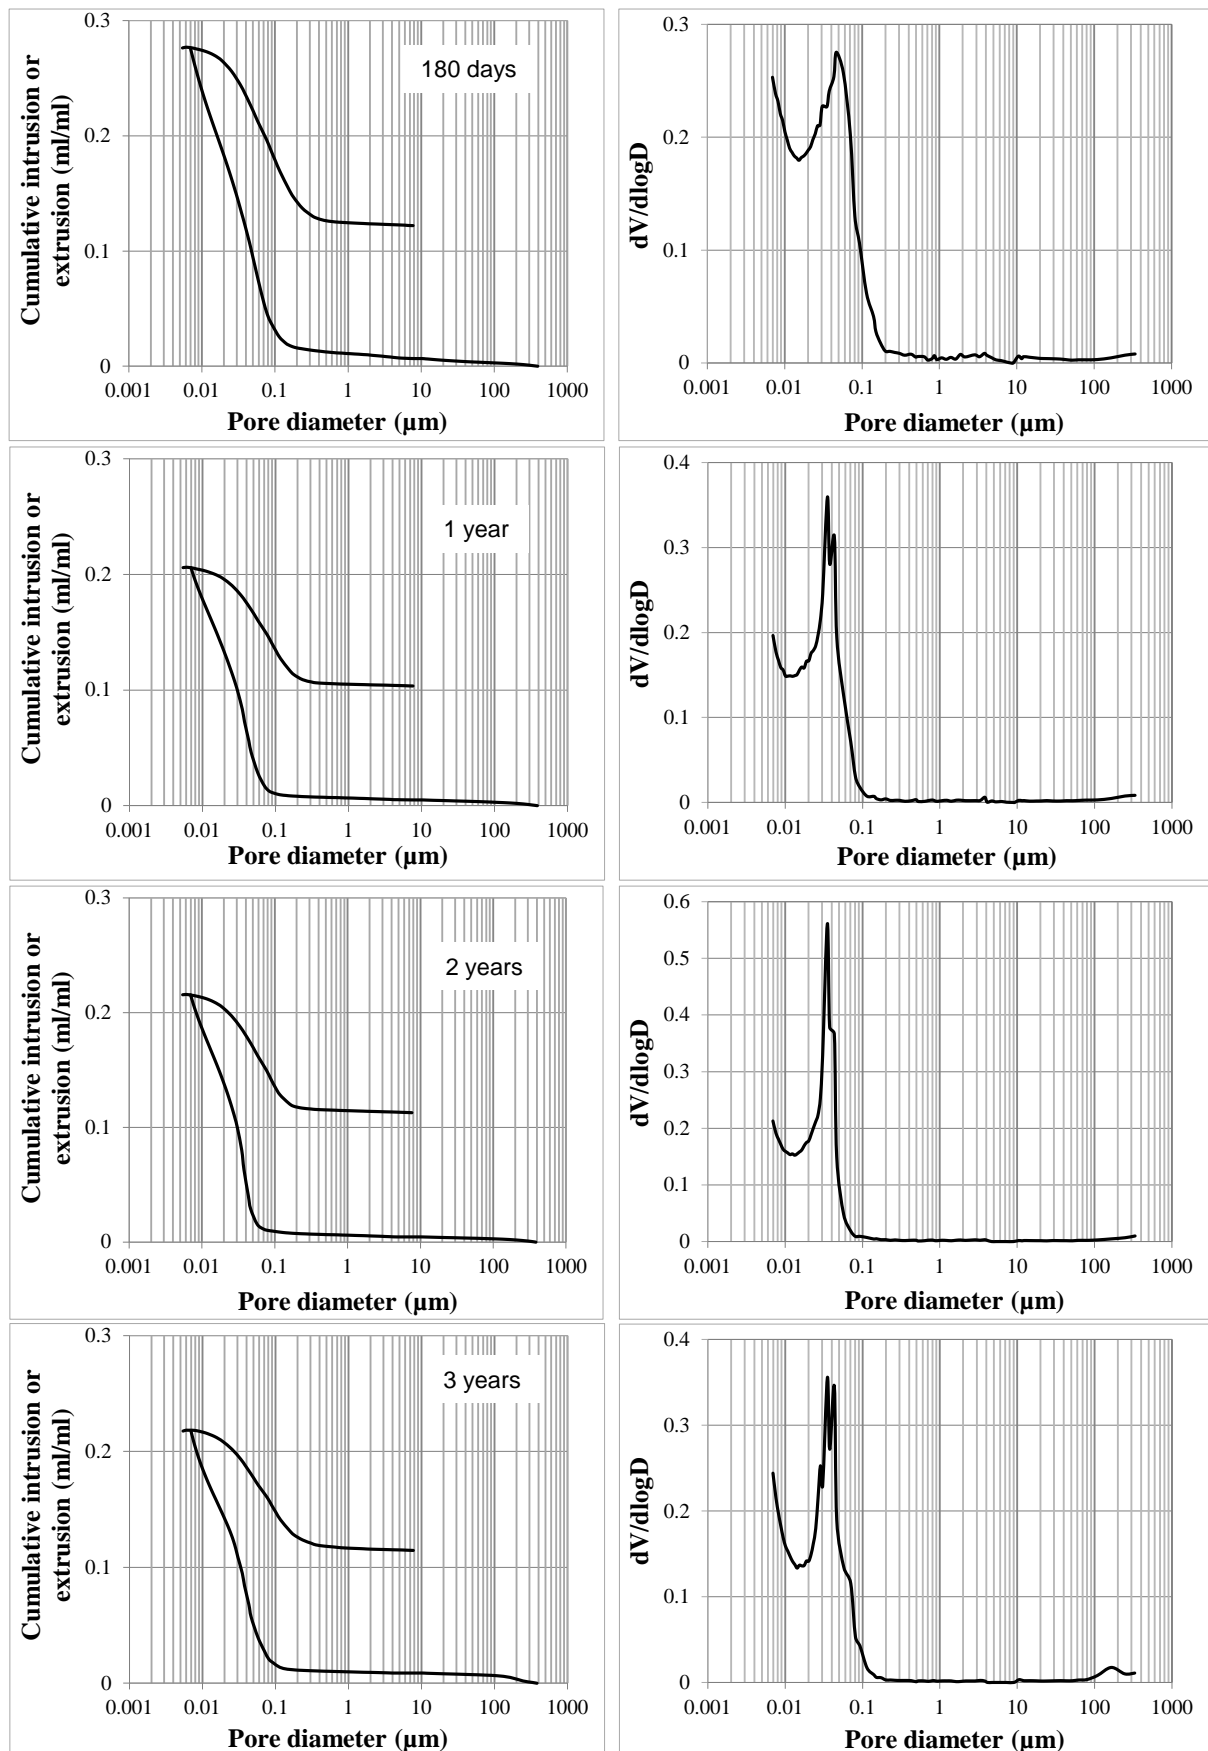 0.3
0.2
0.1
0
Cumulative intrusion or
extrusion (ml/ml)
180 days
0.001 0.01 0.1 1 10 100 1000
Pore diameter (µm)
0.3
0.2
0.1
0
dV/dlogD
0.001 0.01 0.1 1 10 100 1000
Pore diameter (µm)
0.3
0.2
0.1
0
Cumulative intrusion or
extrusion (ml/ml)
1 year
0.001 0.01 0.1 1 10 100 1000
Pore diameter (µm)
0.4
0.3
0.2
0.1
0
dV/dlogD
0.001 0.01 0.1 1 10 100 1000
Pore diameter (µm)
0.3
0.2
0.1
0
Cumulative intrusion or
extrusion (ml/ml)
2 years
0.001 0.01 0.1 1 10 100 1000
Pore diameter (µm)
0.6
0.5
0.4
0.3
0.2
0.1
0
dV/dlogD
0.001 0.01 0.1 1 10 100 1000
Pore diameter (µm)
0.3
0.2
0.1
0
Cumulative intrusion or
extrusion (ml/ml)
3 years
0.001 0.01 0.1 1 10 100 1000
Pore diameter (µm)
0.4
0.3
0.2
0.1
0
dV/dlogD
0.001 0.01 0.1 1 10 100 1000
Pore diameter (µm)